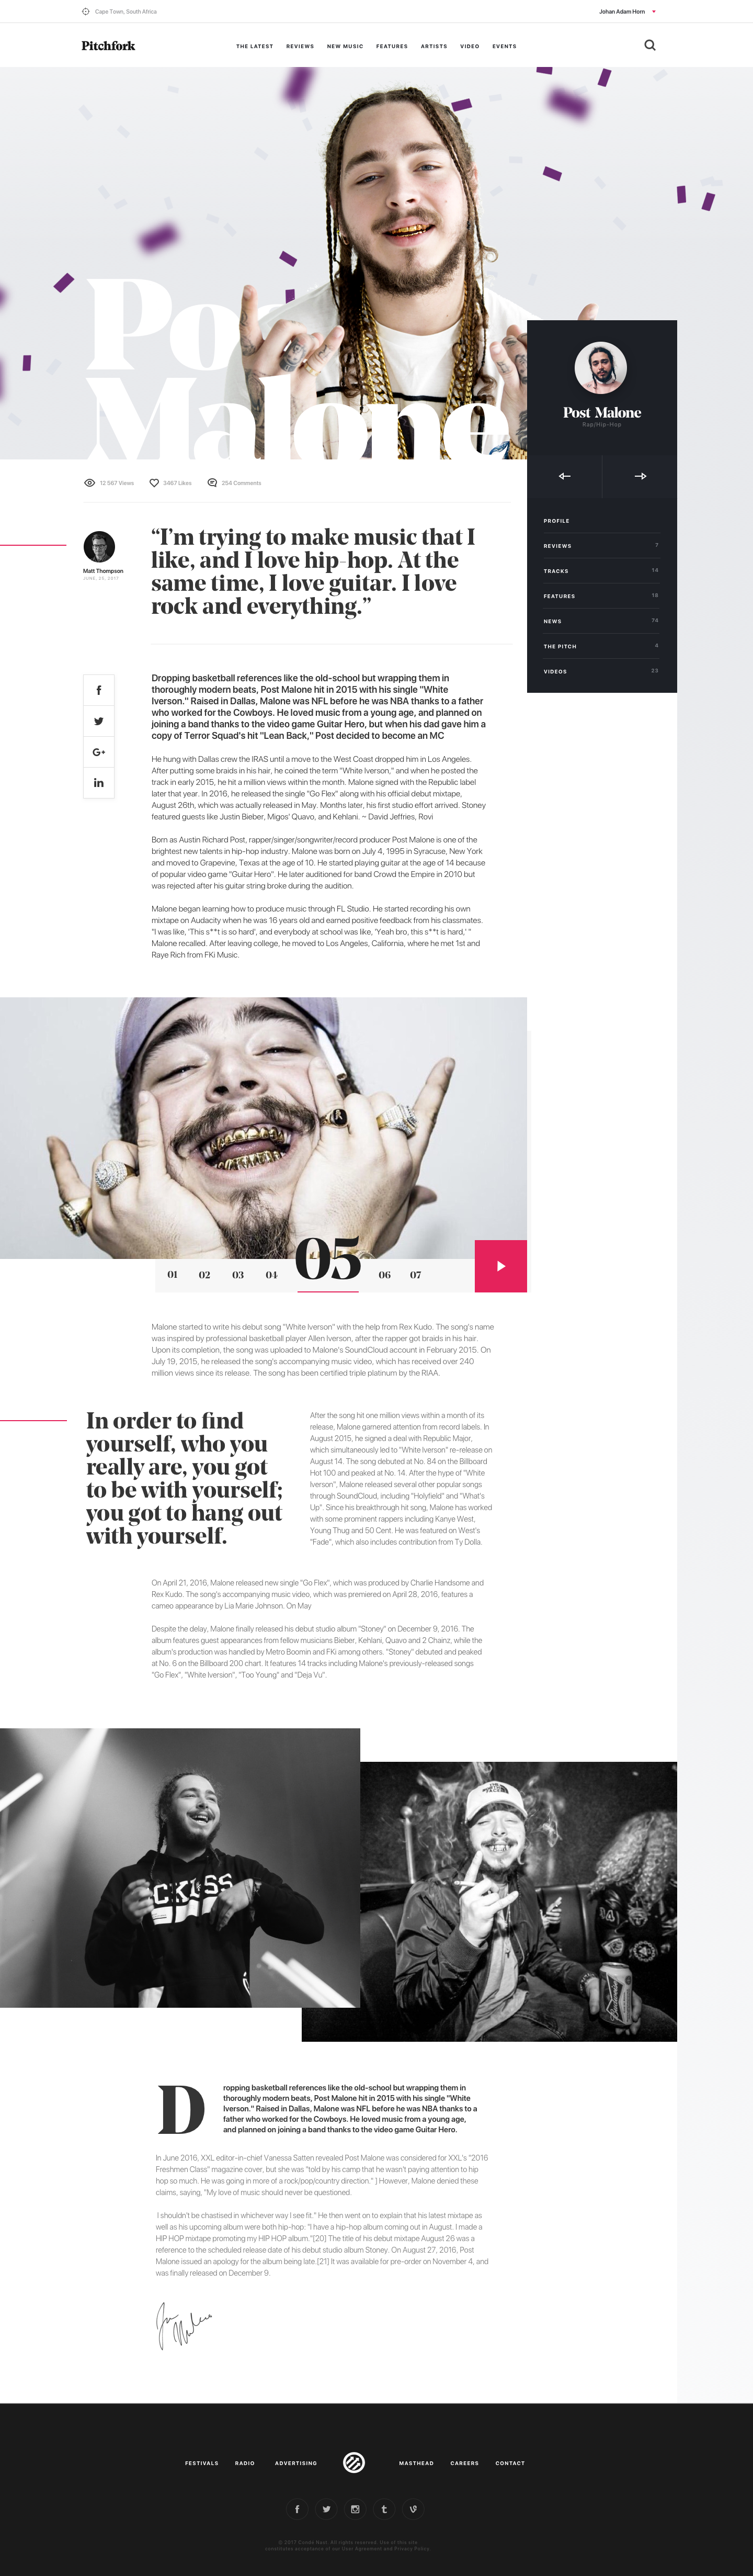 Cape Town, South Africa
Johan Adam Horn
Pitchfork
THE LATEST REVIEWS NEW MUSIC FEATURES ARTISTS VIDEO EVENTS
Post
Malone
Post Malone
Rap/Hip-Hop
PROFILE
REVIEWS 7
TRACKS 14
FEATURES 18
NEWS 74
THE PITCH 4
VIDEOS 23
12 567 Views 3467 Likes 254 Comments
Matt Thompson
JUNE, 23, 2017
“I’m trying to make music that I
like, and I love hip-hop. At the
same time, I love guitar. I love
rock and everything.”
Dropping basketball references like the old-school but wrapping them in
thoroughly modern beats, Post Malone hit in 2015 with his single "White
Iverson." Raised in Dallas, Malone was NFL before he was NBA thanks to a father
who worked for the Cowboys. He loved music from a young age, and planned on
joining a band thanks to the video game Guitar Hero, but when his dad gave him a
copy of Terror Squad's hit "Lean Back," Post decided to become an MC
He hung with Dallas crew the IRAS until a move to the West Coast dropped him in Los Angeles.
After putting some braids in his hair, he coined the term "White Iverson," and when he posted the
track in early 2015, he hit a million views within the month. Malone signed with the Republic label
later that year. In 2016, he released the single "Go Flex" along with his official debut mixtape,
August 26th, which was actually released in May. Months later, his first studio effort arrived. Stoney
featured guests like Justin Bieber, Migos' Quavo, and Kehlani. ~ David Jeffries, Rovi
Born as Austin Richard Post, rapper/singer/songwriter/record producer Post Malone is one of the
brightest new talents in hip-hop industry. Malone was born on July 4, 1995 in Syracuse, New York
and moved to Grapevine, Texas at the age of 10. He started playing guitar at the age of 14 because
of popular video game "Guitar Hero". He later auditioned for band Crowd the Empire in 2010 but
was rejected after his guitar string broke during the audition.
Malone began learning how to produce music through FL Studio. He started recording his own
mixtape on Audacity when he was 16 years old and earned positive feedback from his classmates.
"I was like, 'This s**t is so hard', and everybody at school was like, 'Yeah bro, this s**t is hard,' "
Malone recalled. After leaving college, he moved to Los Angeles, California, where he met 1st and
Raye Rich from FKi Music.
01 02 03 04 05 06 07
Malone started to write his debut song "White Iverson" with the help from Rex Kudo. The song's name
was inspired by professional basketball player Allen Iverson, after the rapper got braids in his hair.
Upon its completion, the song was uploaded to Malone's SoundCloud account in February 2015. On
July 19, 2015, he released the song's accompanying music video, which has received over 240
million views since its release. The song has been certified triple platinum by the RIAA.
In order to find
yourself, who you
really are, you got
to be with yourself;
you got to hang out
with yourself.
After the song hit one million views within a month of its
release, Malone garnered attention from record labels. In
August 2015, he signed a deal with Republic Major,
which simultaneously led to "White Iverson" re-release on
August 14. The song debuted at No. 84 on the Billboard
Hot 100 and peaked at No. 14. After the hype of "White
Iverson", Malone released several other popular songs
through SoundCloud, including "Holyfield" and "What's
Up". Since his breakthrough hit song, Malone has worked
with some prominent rappers including Kanye West,
Young Thug and 50 Cent. He was featured on West's
"Fade", which also includes contribution from Ty Dolla.
On April 21, 2016, Malone released new single "Go Flex", which was produced by Charlie Handsome and
Rex Kudo. The song's accompanying music video, which was premiered on April 28, 2016, features a
cameo appearance by Lia Marie Johnson. On May
Despite the delay, Malone finally released his debut studio album "Stoney" on December 9, 2016. The
album features guest appearances from fellow musicians Bieber, Kehlani, Quavo and 2 Chainz, while the
album's production was handled by Metro Boomin and FKi among others. "Stoney" debuted and peaked
at No. 6 on the Billboard 200 chart. It features 14 tracks including Malone's previously-released songs
"Go Flex", "White Iversion", "Too Young" and "Deja Vu"
D
ropping basketball references like the old-school but wrapping them in
thoroughly modern beats, Post Malone hit in 2015 with his single "White
Iverson." Raised in Dallas, Malone was NFL before he was NBA thanks to a
father who worked for the Cowboys. He loved music from a young age,
and planned on joining a band thanks to the video game Guitar Hero.
In June 2016, XXL editor-in-chief Vanessa Satten revealed Post Malone was considered for XXL's "2016
Freshmen Class" magazine cover, but she was "told by his camp that he wasn't paying attention to hip
hop so much. He was going in more of a rock/pop/country direction." ] However, Malone denied these
claims, saying, "My love of music should never be questioned.
I shouldn't be chastised in whichever way I see fit." He then went on to explain that his latest mixtape as
well as his upcoming album were both hip-hop: "I have a hip-hop album coming out in August. I made a
HIP HOP mixtape promoting my HIP HOP album."[20] The title of his debut mixtape August 26 was a
reference to the scheduled release date of his debut studio album Stoney. On August 27, 2016, Post
Malone issued an apology for the album being late.[21] It was available for pre-order on November 4, and
was finally released on December 9.
FESTIVALS RADIO ADVERTISING MASTHEAD CAREERS CONTACT
© 2017 Condé Nast. All rights reserved. Use of this site
constitutes acceptance of our User Agreement and Privacy Policy.